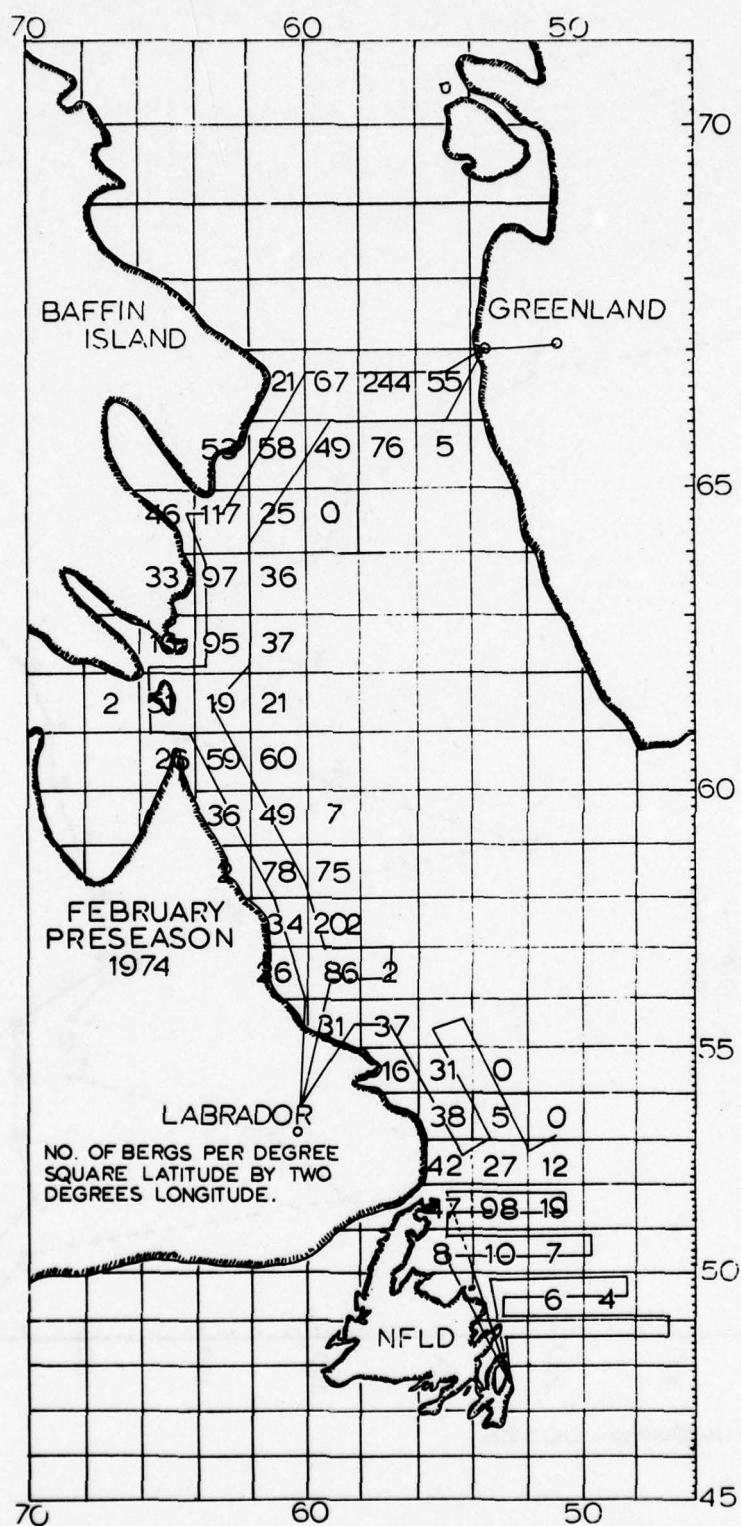 70 60 50
70
BAFFIN
ISLAND
GREENLAND
21 67 244 55
58 49 76 5
65
46 117 25 0
33 97 36
95 37
2 19 21
59 60
60
36 49 7
78 75
FEBRUARY
PRESEASON
1974
34 202
6 86 2
31 37
55
16 31 0
LABRADOR
38 5 0
NO. OF BERGS PER DEGREE
SQUARE LATITUDE BY TWO
DEGREES LONGITUDE.
42 27 12
47 98 19
8 10 7
50
6 4
NFLD
45
70 60 50